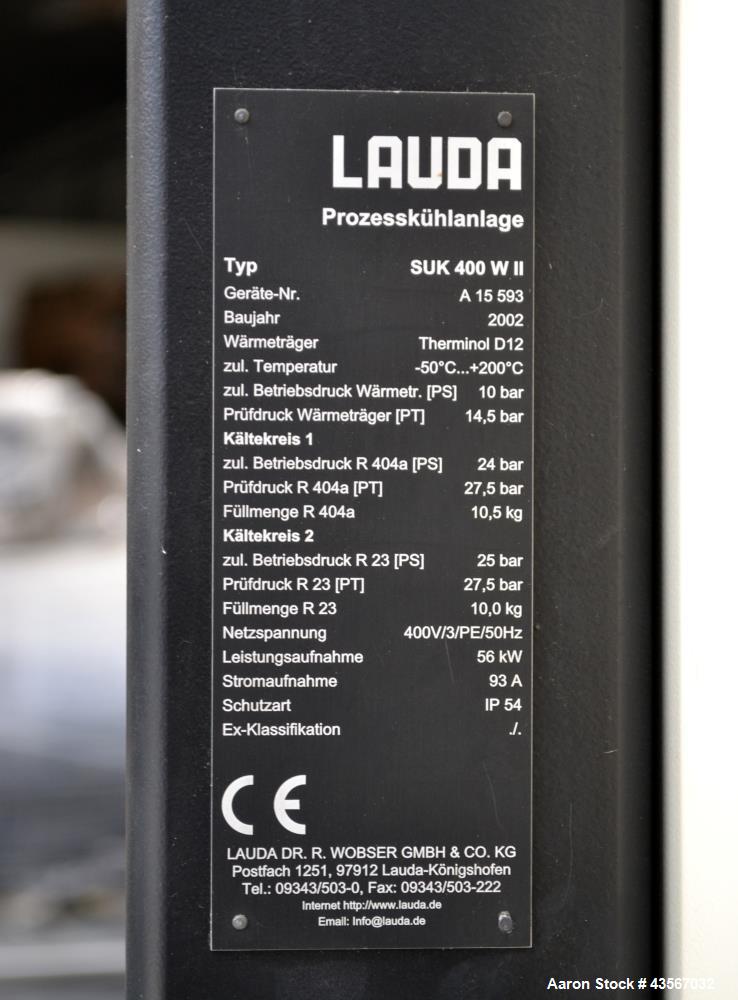 LAUDA
Prozesskühlanlage
Typ SUK 400 W II
Geräte-Nr. A 15 593
Baujahr 2002
Wärmeträger Therminol D12
zul. Temperatur -50°C...+200°C
zul. Betriebsdruck Wärmetr. [PS] 10 bar
Prüfdruck Wärmeträger [PT] 14,5 bar
Kältekreis 1
zul. Betriebsdruck R 404a [PS] 24 bar
Prüfdruck R 404a [PT] 27,5 bar
Füllmenge R 404a 10,5 kg
Kältekreis 2
zul. Betriebsdruck R 23 [PS] 25 bar
Prüfdruck R 23 [PT] 27,5 bar
Füllmenge R 23 10,0 kg
Netzspannung 400V/3/PE/50Hz
Leistungsaufnahme 56 kW
Stromaufnahme 93 A
Schutzart IP 54
Ex-Klassifikation ./.
CE
LAUDA DR. R. WOBSER GMBH & CO. KG
Postfach 1251, 97912 Lauda-Königshofen
Tel.: 09343/503-0, Fax: 09343/503-222
Internet http://www.lauda.de
Email: Info@lauda.de
Aaron Stock # 43567032